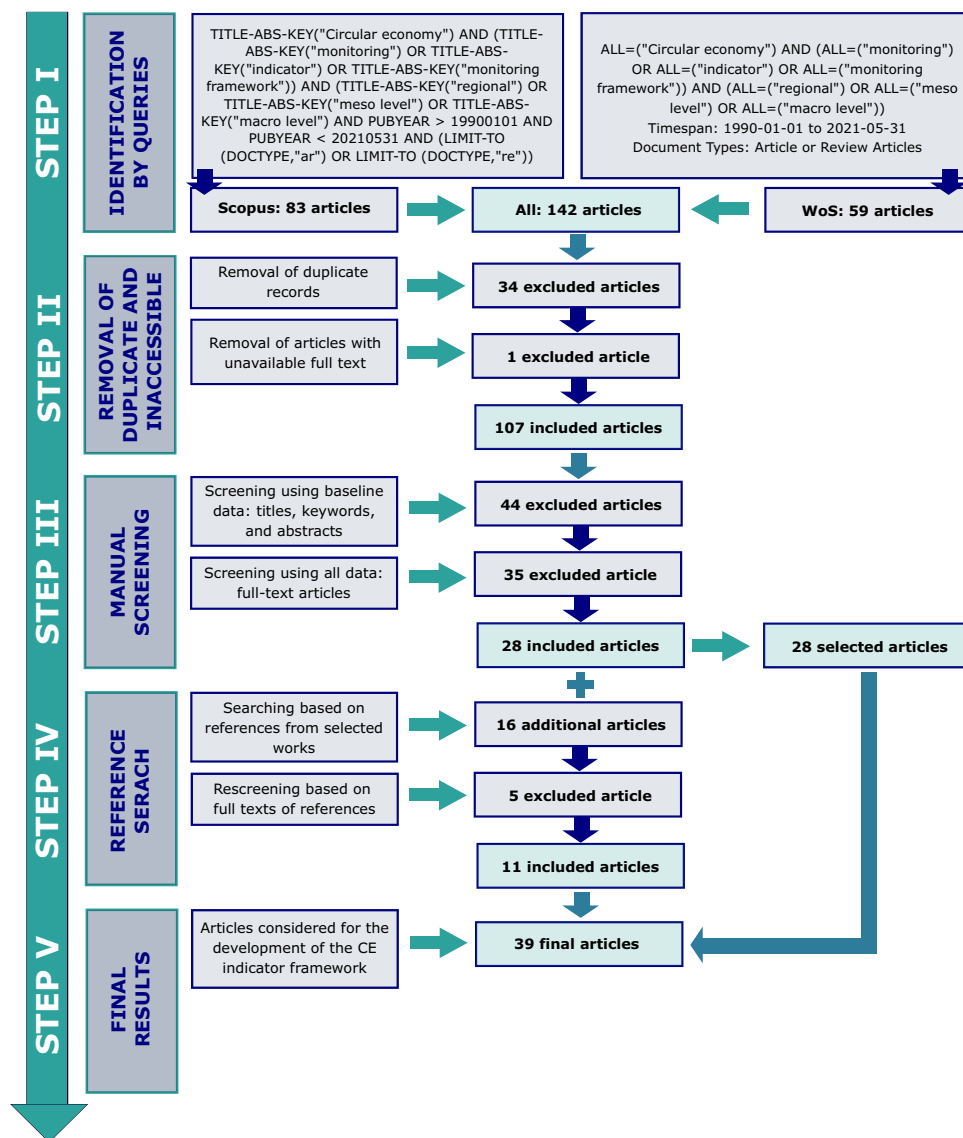 STEP I
IDENTIFICATION
BY QUERIES
TITLE-ABS-KEY("Circular economy") AND (TITLE-
ABS-KEY("monitoring") OR TITLE-ABS-
KEY("indicator") OR TITLE-ABS-KEY("monitoring
framework")) AND (TITLE-ABS-KEY("regional") OR
TITLE-ABS-KEY("meso level") OR TITLE-ABS-
KEY("macro level") AND PUBYEAR > 19900101 AND
PUBYEAR < 20210531 AND (LIMIT-TO
(DOCTYPE,"ar") OR LIMIT-TO (DOCTYPE,"re"))
ALL=("Circular economy") AND (ALL=("monitoring")
OR ALL=("indicator") OR ALL=("monitoring
framework")) AND (ALL=("regional") OR ALL=("meso
level") OR ALL=("macro level"))
Timespan: 1990-01-01 to 2021-05-31
Document Types: Article or Review Articles
Scopus: 83 articles
All: 142 articles
WoS: 59 articles
STEP II
REMOVAL OF
DUPLICATE AND
INACCESSIBLE
Removal of duplicate
records
34 excluded articles
Removal of articles with
unavailable full text
1 excluded article
107 included articles
STEP III
MANUAL
SCREENING
Screening using baseline
data: titles, keywords,
and abstracts
44 excluded articles
Screening using all data:
full-text articles
35 excluded article
28 included articles
28 selected articles
STEP IV
REFERENCE
SERACH
Searching based on
references from selected
works
16 additional articles
Rescreening based on
full texts of references
5 excluded article
11 included articles
STEP V
FINAL
RESULTS
Articles considered for the
development of the CE
indicator framework
39 final articles